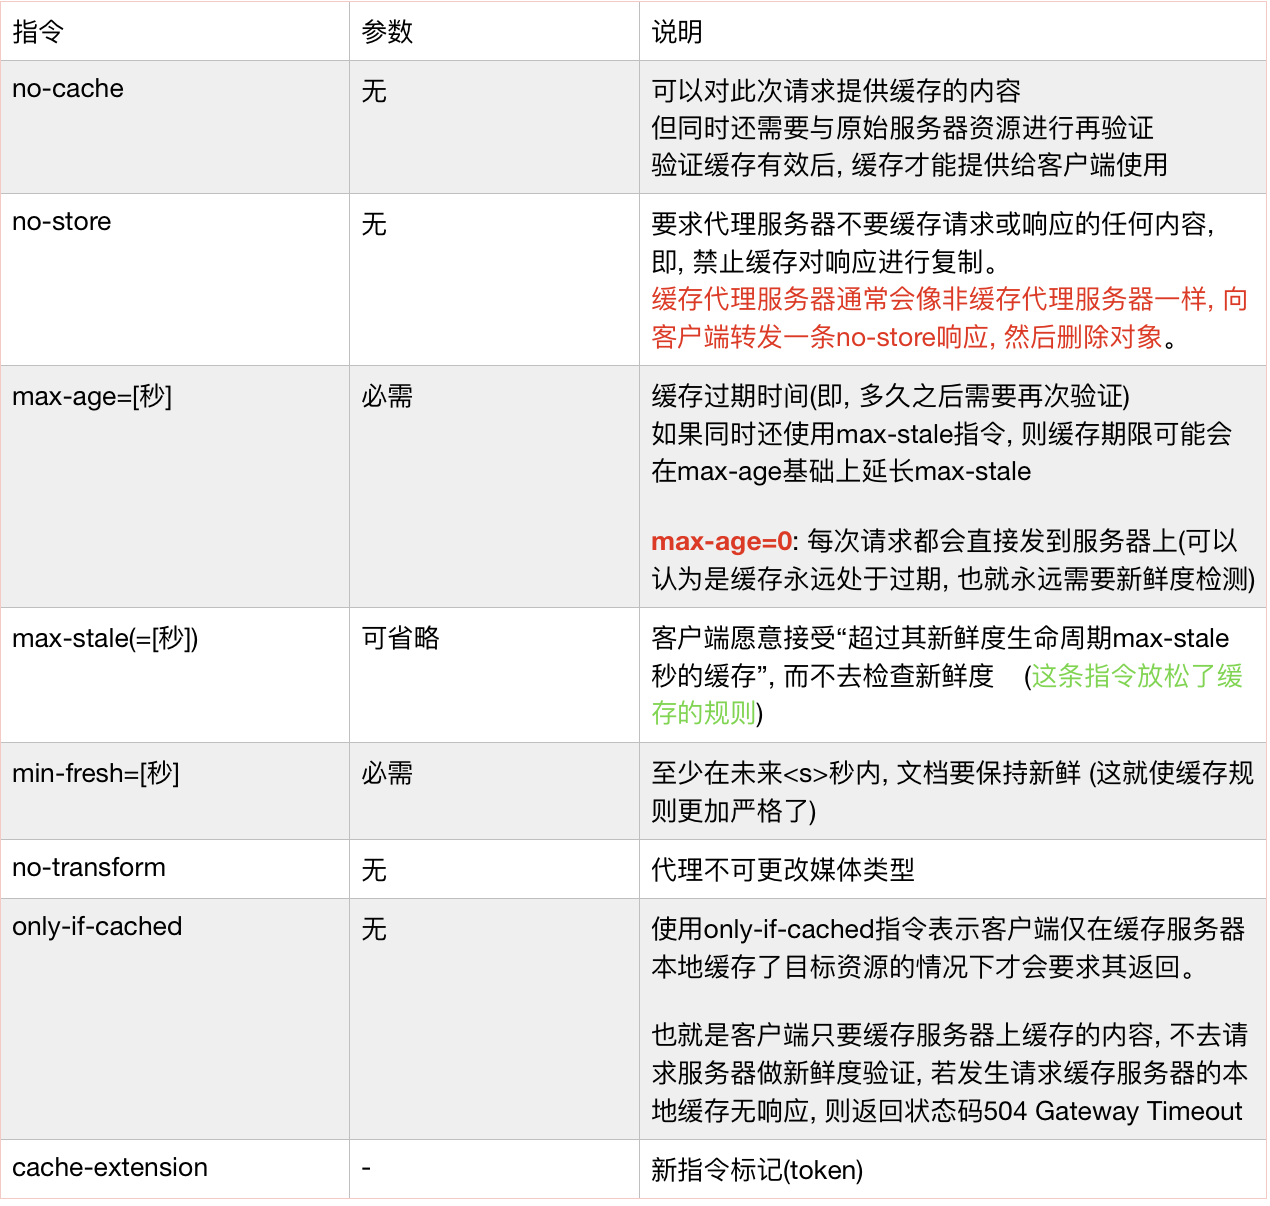 指令 参数 说明
no-cache 无 可以对此次请求提供缓存的内容
但同时还需要与原始服务器资源进行再验证
验证缓存有效后, 缓存才能提供给客户端使用
no-store 无 要求代理服务器不要缓存请求或响应的任何内容,
即, 禁止缓存对响应进行复制。
缓存代理服务器通常会像非缓存代理服务器一样, 向
客户端转发一条no-store响应, 然后删除对象。
max-age=[秒] 必需 缓存过期时间(即, 多久之后需要再次验证)
如果同时还使用max-stale指令, 则缓存期限可能会
在max-age基础上延长max-stale
max-age=0: 每次请求都会直接发到服务器上(可以
认为是缓存永远处于过期, 也就永远需要新鲜度检测)
max-stale(=[秒]) 可省略 客户端愿意接受“超过其新鲜度生命周期max-stale
秒的缓存”, 而不去检查新鲜度 (这条指令放松了缓
存的规则)
min-fresh=[秒] 必需 至少在未来<s>秒内, 文档要保持新鲜 (这就使缓存规
则更加严格了)
no-transform 无 代理不可更改媒体类型
only-if-cached 无 使用only-if-cached指令表示客户端仅在缓存服务器
本地缓存了目标资源的情况下才会要求其返回。
也就是客户端只要缓存服务器上缓存的内容, 不去请
求服务器做新鲜度验证, 若发生请求缓存服务器的本
地缓存无响应, 则返回状态码504 Gateway Timeout
cache-extension - 新指令标记(token)